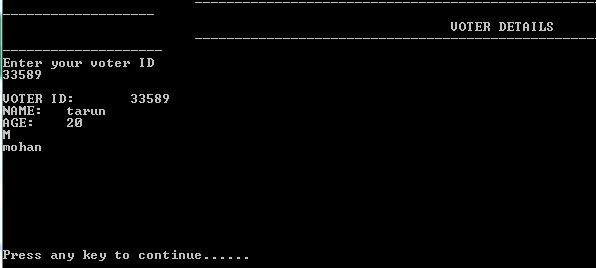 VOTER DETAILS
Enter your voter ID
33589
VOTER ID: 33589
NAME: tarun
AGE: 20
M
mohan
Press any key to continue......